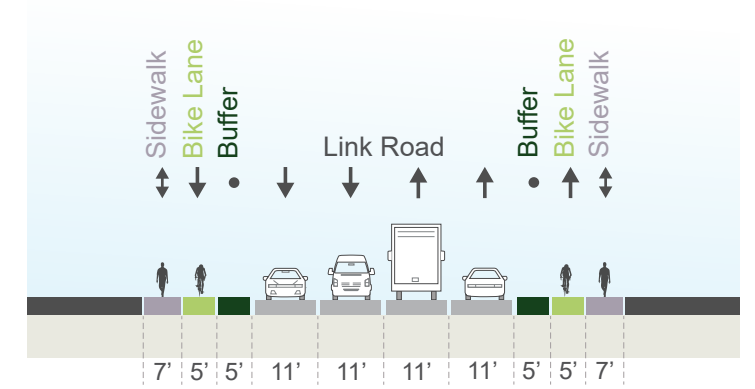 Sidewalk
Bike Lane
Buffer
Link Road
Buffer
Bike Lane
Sidewalk
7’ 5’ 5’ 11’ 11’ 11’ 11’ 5’ 5’ 7’